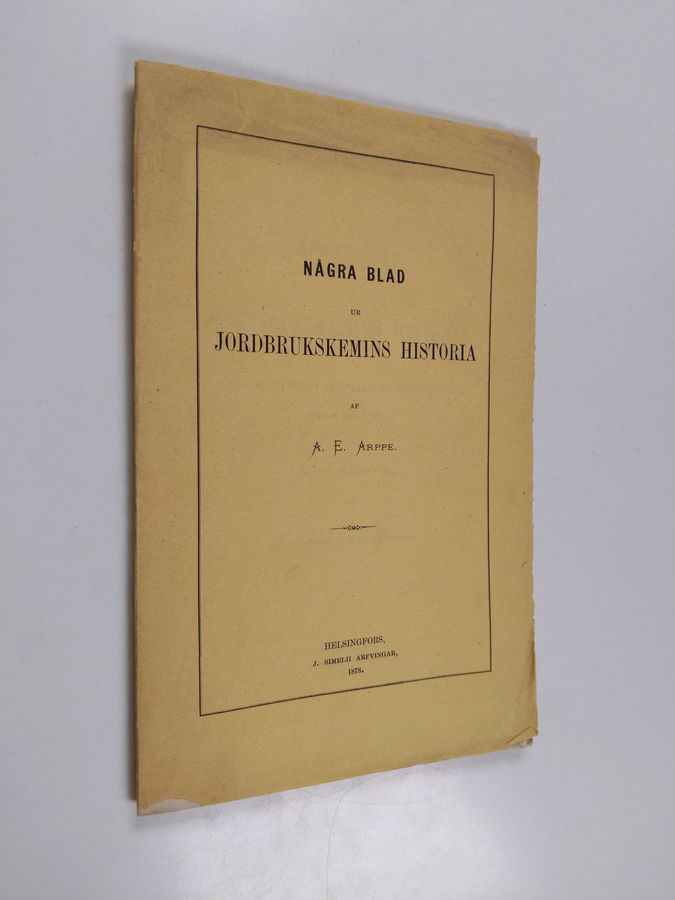 NÅGRA BLAD
UR
JORDBRUKSKEMINS HISTORIA
AF
A. E. ARPPE.
HELSINGFORS,
J. SIMELII ARFVINGAR,
1878.